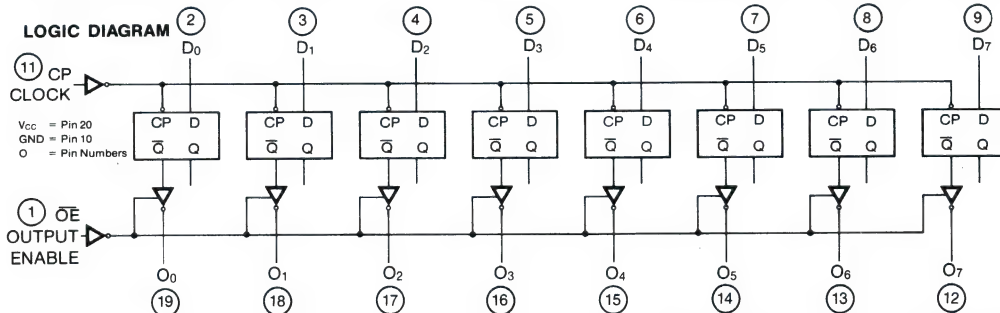 2 3 4 5 6 7 8 9
LOGIC DIAGRAM D0 D1 D2 D3 D4 D5 D6 D7
11 CP
CLOCK
VCC = Pin 20
GND = Pin 10
O = Pin Numbers
CP D CP D CP D CP D CP D CP D CP D CP D
Q̅ Q Q̅ Q Q̅ Q Q̅ Q Q̅ Q Q̅ Q Q̅ Q Q̅ Q
1 O̅E̅
OUTPUT
ENABLE
O0 O1 O2 O3 O4 O5 O6 O7
19 18 17 16 15 14 13 12